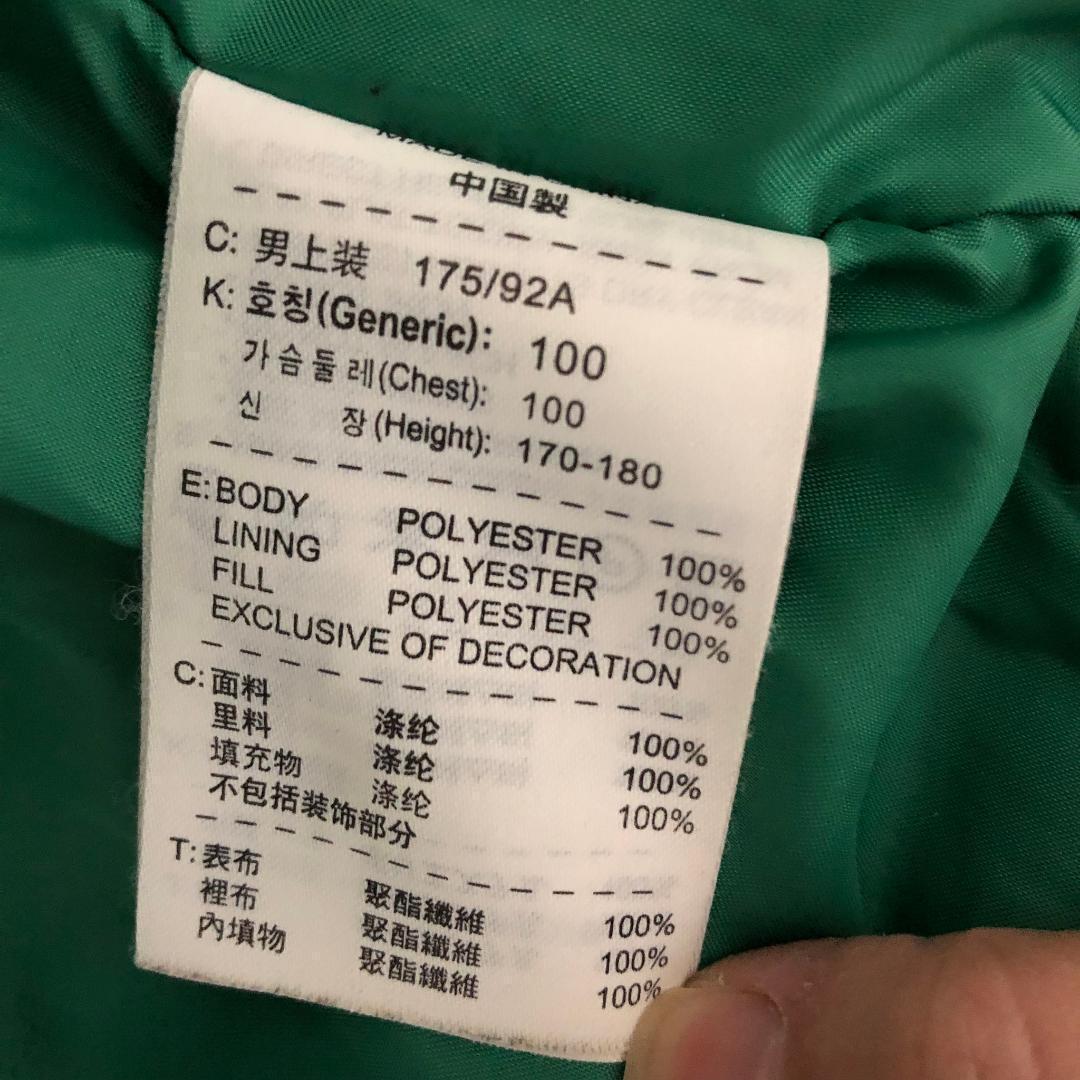 中国製
C: 男上装 175/92A
K: 호칭(Generic): 100
가슴둘레(Chest): 100
신 장(Height): 170-180
E: BODY POLYESTER 100%
LINING POLYESTER 100%
FILL POLYESTER 100%
EXCLUSIVE OF DECORATION
C: 面料 涤纶 100%
里料 涤纶 100%
填充物 涤纶 100%
不包括装饰部分
T: 表布 聚酯纖維 100%
裡布 聚酯纖維 100%
內填物 聚酯纖維 100%